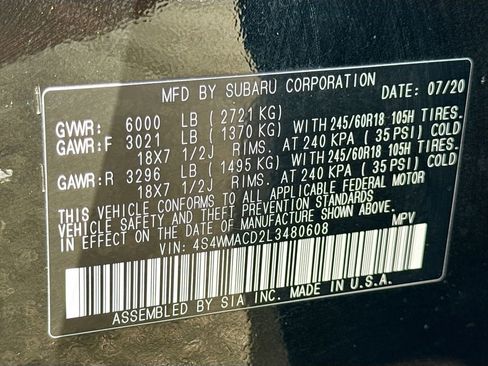 MFD BY SUBARU CORPORATION DATE: 07/20
GVWR: 6000 LB (2721 KG)
GAWR:F 3021 LB (1370 KG) WITH 245/60R18 105H TIRES.
18X7 1/2J RIMS. AT 240 KPA (35 PSI) COLD
GAWR:R 3296 LB (1495 KG) WITH 245/60R18 105H TIRES.
18X7 1/2J RIMS. AT 240 KPA (35 PSI) COLD
THIS VEHICLE CONFORMS TO ALL APPLICABLE FEDERAL MOTOR
VEHICLE SAFETY AND THEFT PREVENTION STANDARDS
IN EFFECT ON THE DATE OF MANUFACTURE SHOWN ABOVE.
VIN: 4S4WMACD2L3480608 MPV
ASSEMBLED BY SIA INC. MADE IN U.S.A.